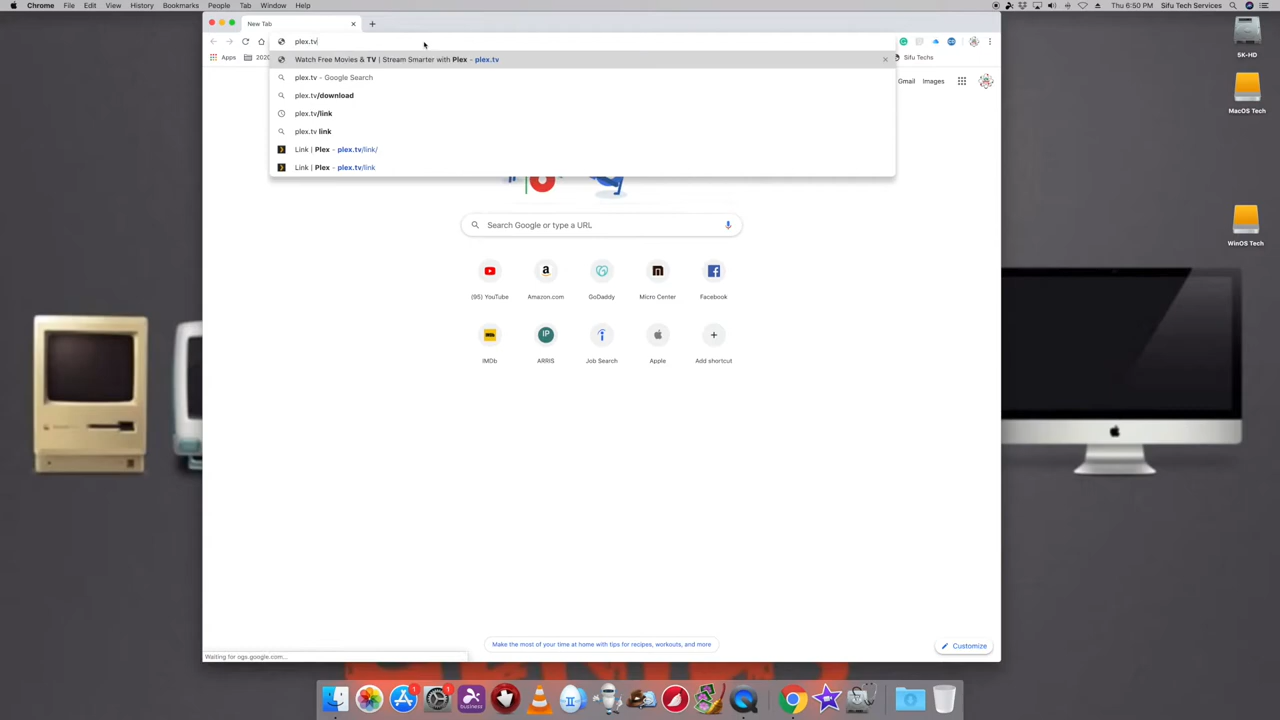 Chrome File Edit View History Bookmarks People Tab Window Help
Thu 6:50 PM Sifu Tech Services
New Tab
plex.tv
Watch Free Movies & TV | Stream Smarter with Plex - plex.tv
plex.tv - Google Search
plex.tv/download
plex.tv/link
plex.tv link
Link | Plex - plex.tv/link/
Link | Plex - plex.tv/link
Apps
Sifu Techs
Gmail Images
Search Google or type a URL
(95) YouTube Amazon.com GoDaddy Micro Center Facebook
IMDb ARRIS Job Search Apple Add shortcut
Make the most of your time at home with tips for recipes, workouts, and more
Customize
Waiting for ogs.google.com...
5K-HD
MacOS Tech
WinOS Tech
business